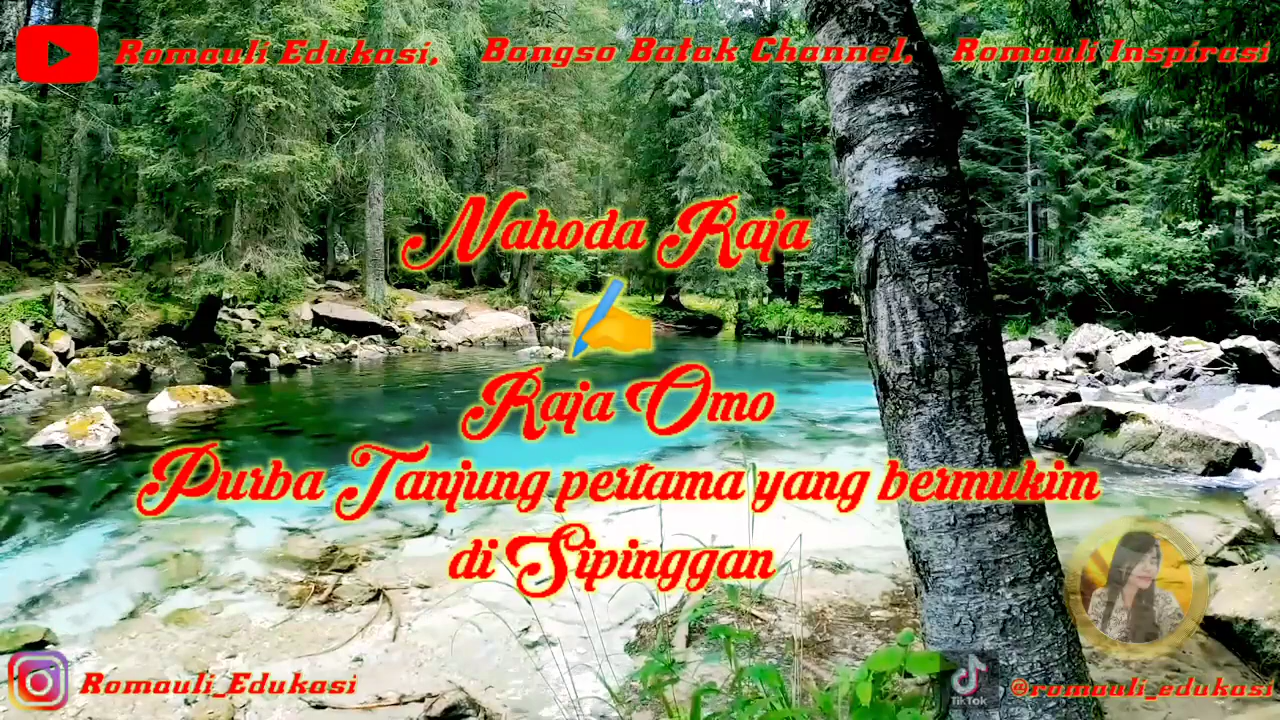 Romauli Edukasi, Bangso Batak Channel, Romauli Inspirasi
Nahoda Raja
Raja Omo
Purba Tanjung pertama yang bermukim
di Sipinggan
Romauli_Edukasi
TikTok
@romauli_edukasi